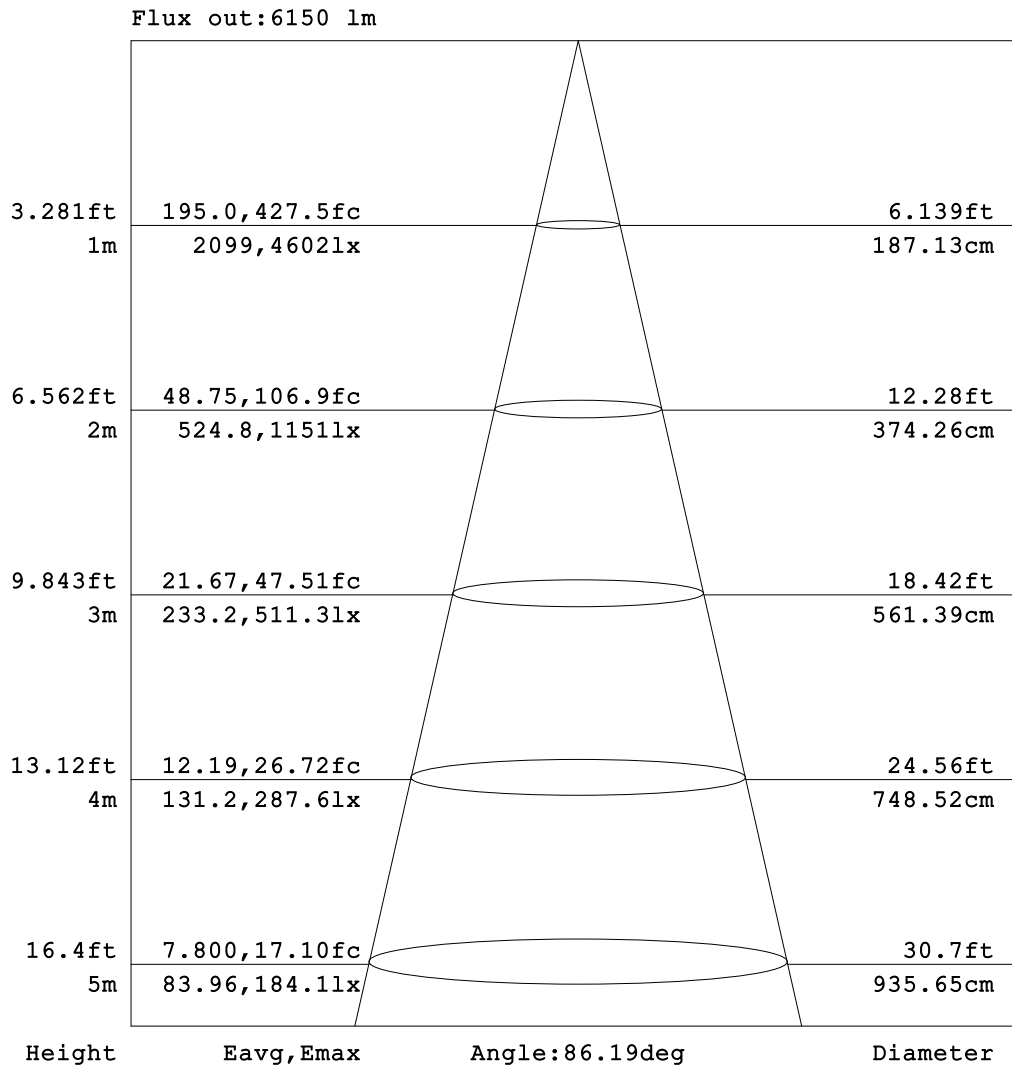 Flux out:6150 lm
3.281ft 195.0,427.5fc 6.139ft
1m 2099,4602lx 187.13cm
6.562ft 48.75,106.9fc 12.28ft
2m 524.8,1151lx 374.26cm
9.843ft 21.67,47.51fc 18.42ft
3m 233.2,511.3lx 561.39cm
13.12ft 12.19,26.72fc 24.56ft
4m 131.2,287.6lx 748.52cm
16.4ft 7.800,17.10fc 30.7ft
5m 83.96,184.1lx 935.65cm
Height Eavg,Emax Angle:86.19deg Diameter